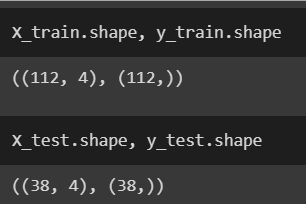 X_train.shape, y_train.shape
((112, 4), (112,))
X_test.shape, y_test.shape
((38, 4), (38,))